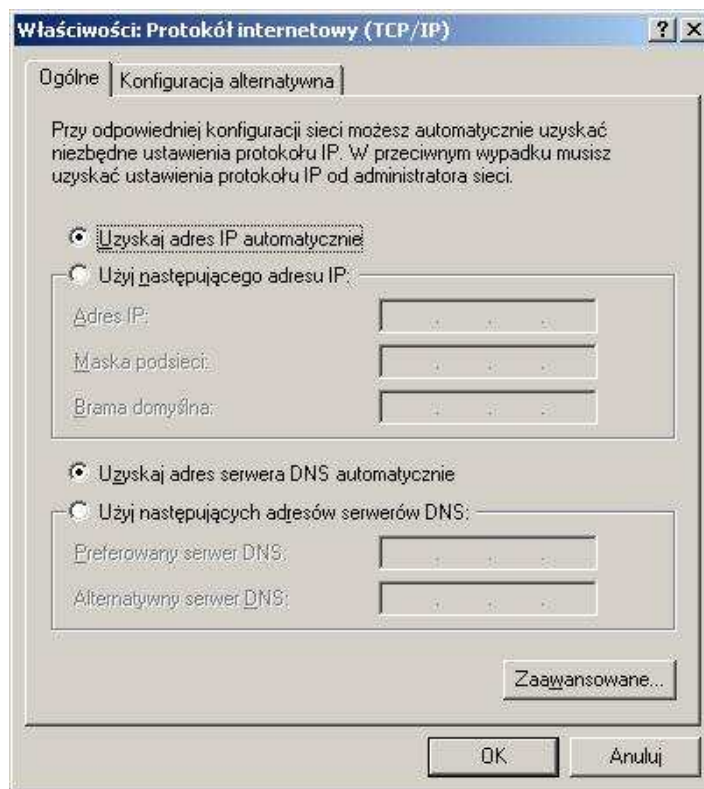 Właściwości: Protokół internetowy (TCP/IP)
Ogólne
Konfiguracja alternatywna
Przy odpowiedniej konfiguracji sieci możesz automatycznie uzyskać
niezbędne ustawienia protokołu IP. W przeciwnym wypadku musisz
uzyskać ustawienia protokołu IP od administratora sieci.
Uzyskaj adres IP automatycznie
Użyj następującego adresu IP:
Adres IP:
Maska podsieci:
Brama domyślna:
Uzyskaj adres serwera DNS automatycznie
Użyj następujących adresów serwerów DNS:
Preferowany serwer DNS:
Alternatywny serwer DNS:
Zaawansowane...
OK
Anuluj